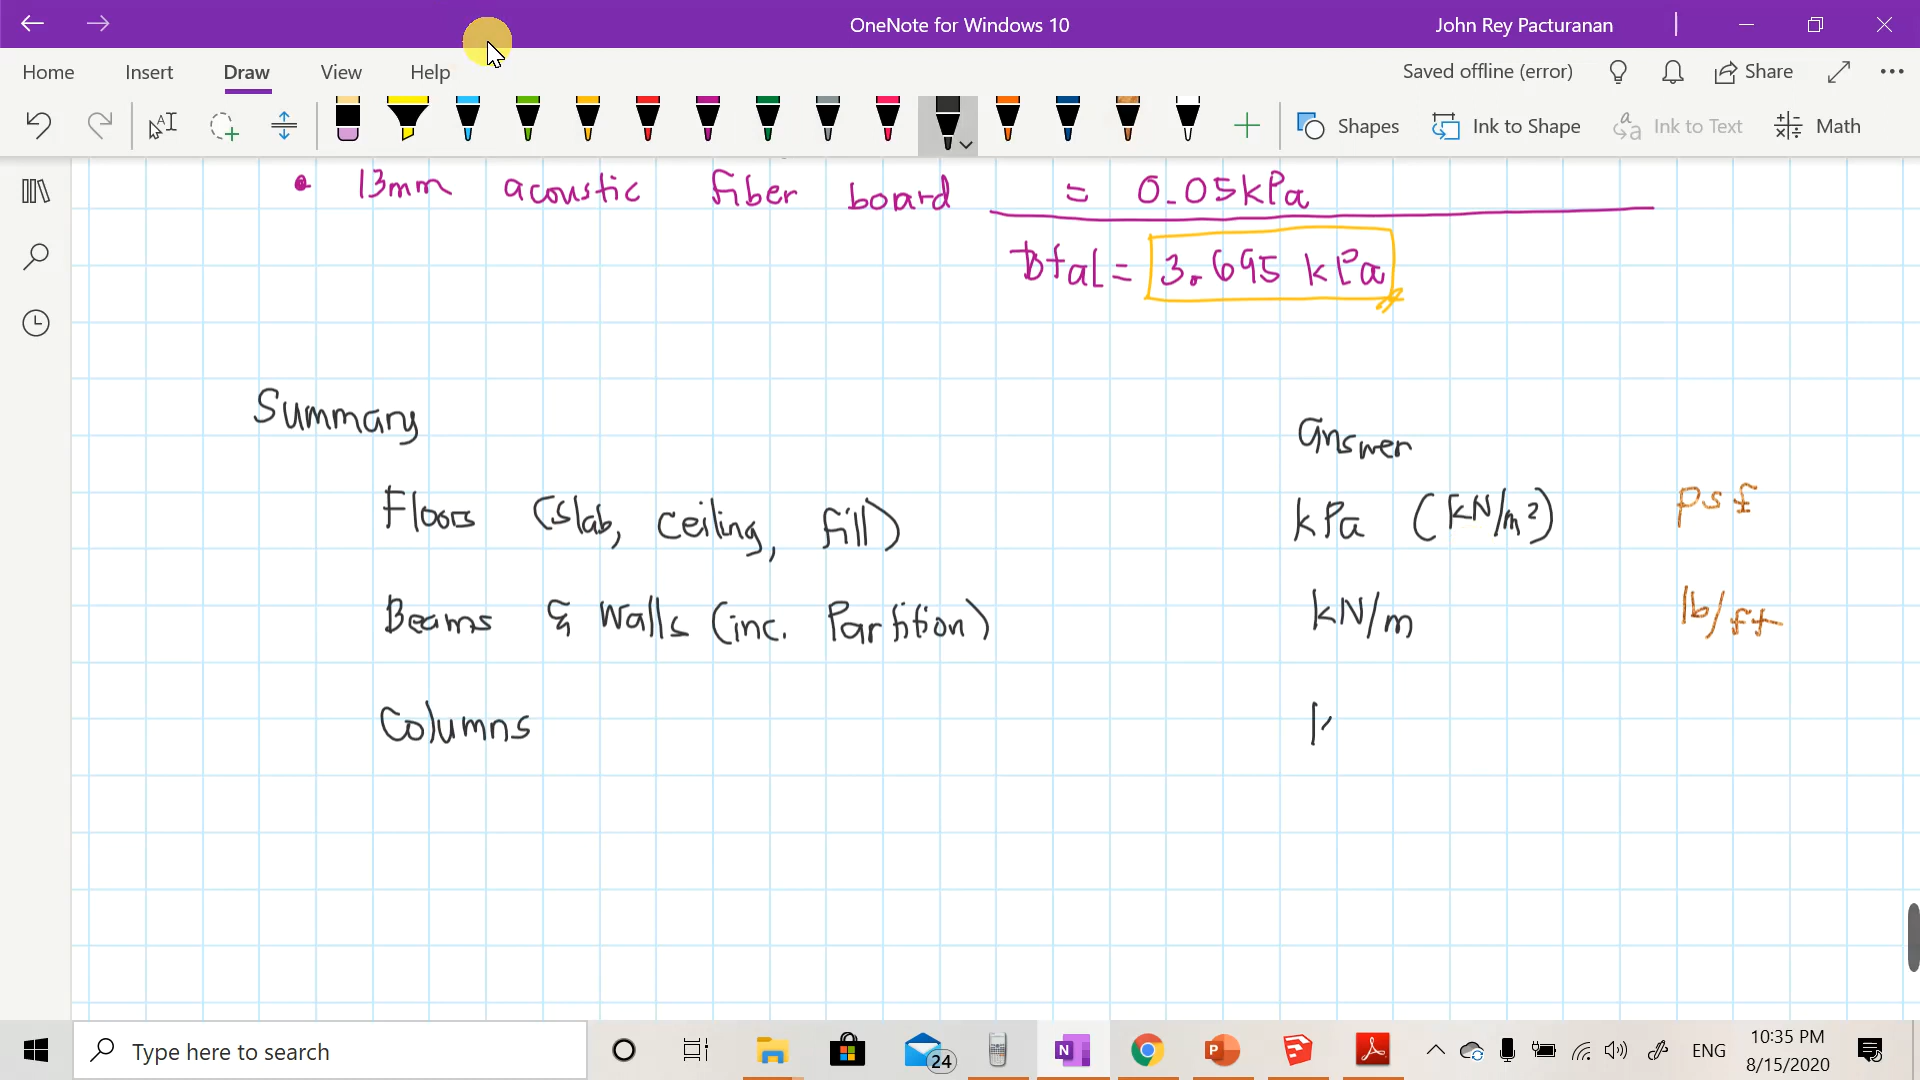 OneNote for Windows 10
John Rey Pacturanan
Home Insert Draw View Help
Saved offline (error) Share
Shapes Ink to Shape Ink to Text Math
• 13mm acoustic fiber board = 0.05kPa
Total = 3.695 kPa
Summary
answer
Floors (slab, ceiling, fill) kPa (kN/m²) psf
Beams & Walls (inc. Partition) kN/m lb/ft
Columns
Type here to search
24
ENG
10:35 PM
8/15/2020